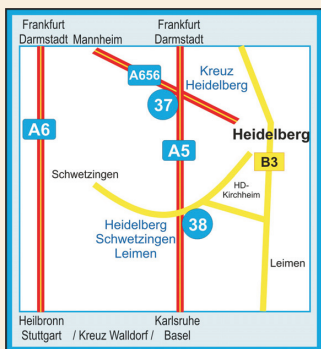 Frankfurt
Darmstadt
Mannheim
Frankfurt
Darmstadt
A656
37
Kreuz
Heidelberg
A6
A5
Heidelberg
B3
Schwetzingen
HD-
Kirchheim
Heidelberg
Schwetzingen
Leimen
38
Leimen
Heilbronn
Stuttgart
/ Kreuz Walldorf /
Karlsruhe
Basel